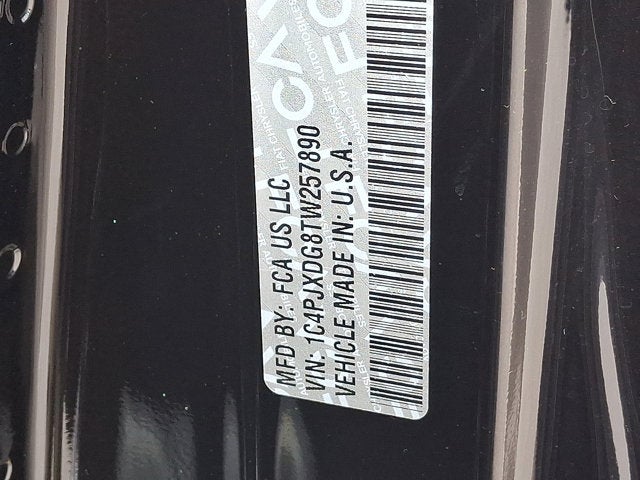 MFD BY: FCA US LLC
VIN: 1C4PJXDG8TW257890
VEHICLE MADE IN: U.S.A.